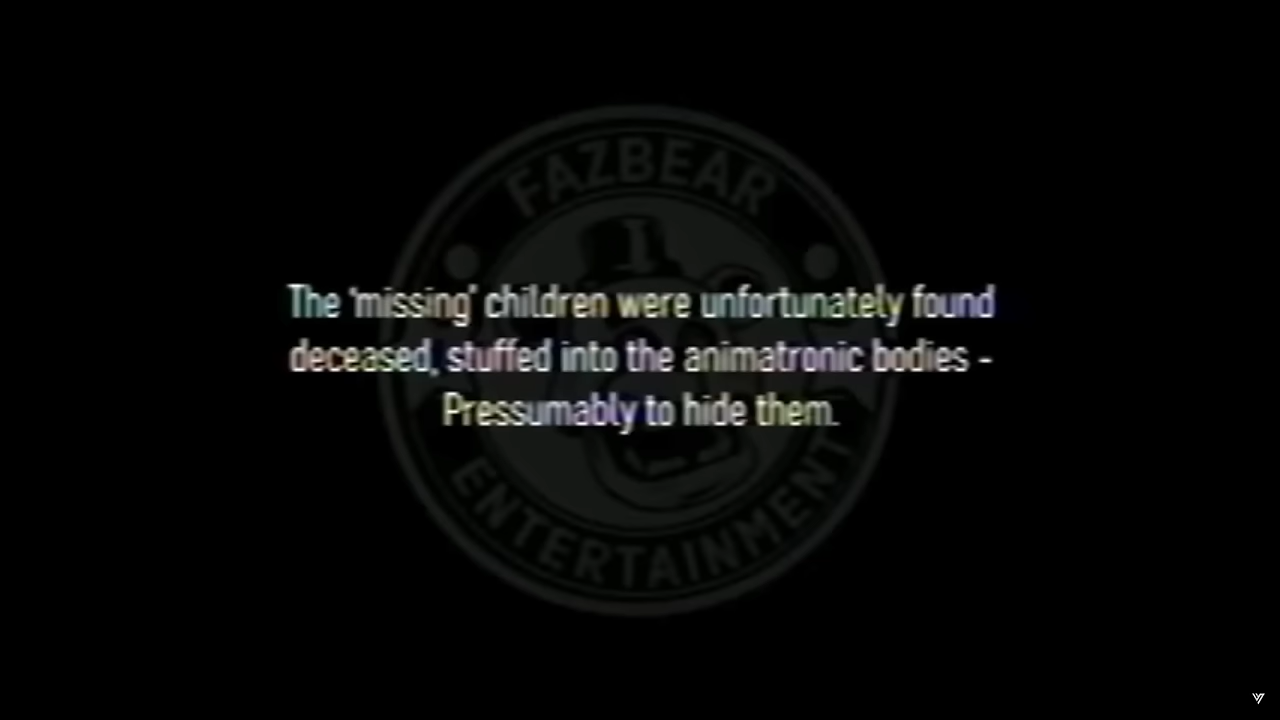 FAZBEAR
The ‘missing’ children were unfortunately found
deceased, stuffed into the animatronic bodies -
Pressumably to hide them.
ENTERTAINMENT